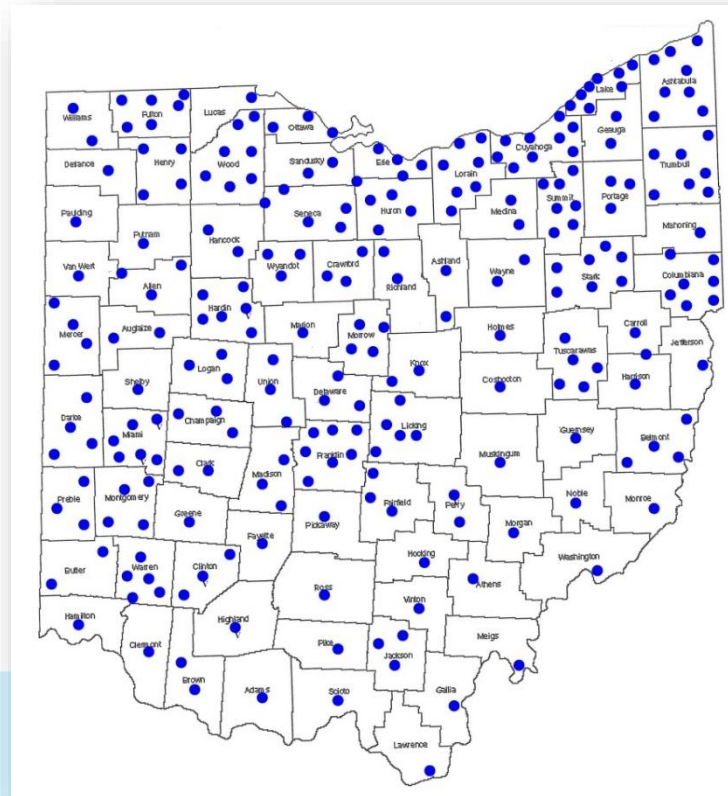 Williams
Fulton
Lucas
Ottawa
Lake
Ashtabula
Geauga
Cuyahoga
Defiance
Henry
Wood
Sandusky
Erie
Lorain
Trumbull
Paulding
Seneca
Huron
Medina
Summit
Portage
Putnam
Hancock
Mahoning
Van Wert
Wyandot
Crawford
Richland
Ashland
Wayne
Stark
Columbiana
Allen
Hardin
Mercer
Auglaize
Marion
Morrow
Holmes
Carroll
Jefferson
Logan
Union
Knox
Tuscarawas
Shelby
Delaware
Coshocton
Harrison
Darke
Champaign
Licking
Miami
Guernsey
Belmont
Clark
Madison
Franklin
Muskingum
Preble
Montgomery
Greene
Fairfield
Perry
Noble
Monroe
Fayette
Pickaway
Morgan
Washington
Butler
Warren
Clinton
Hocking
Athens
Ross
Vinton
Hamilton
Clermont
Highland
Pike
Jackson
Meigs
Brown
Adams
Scioto
Gallia
Lawrence